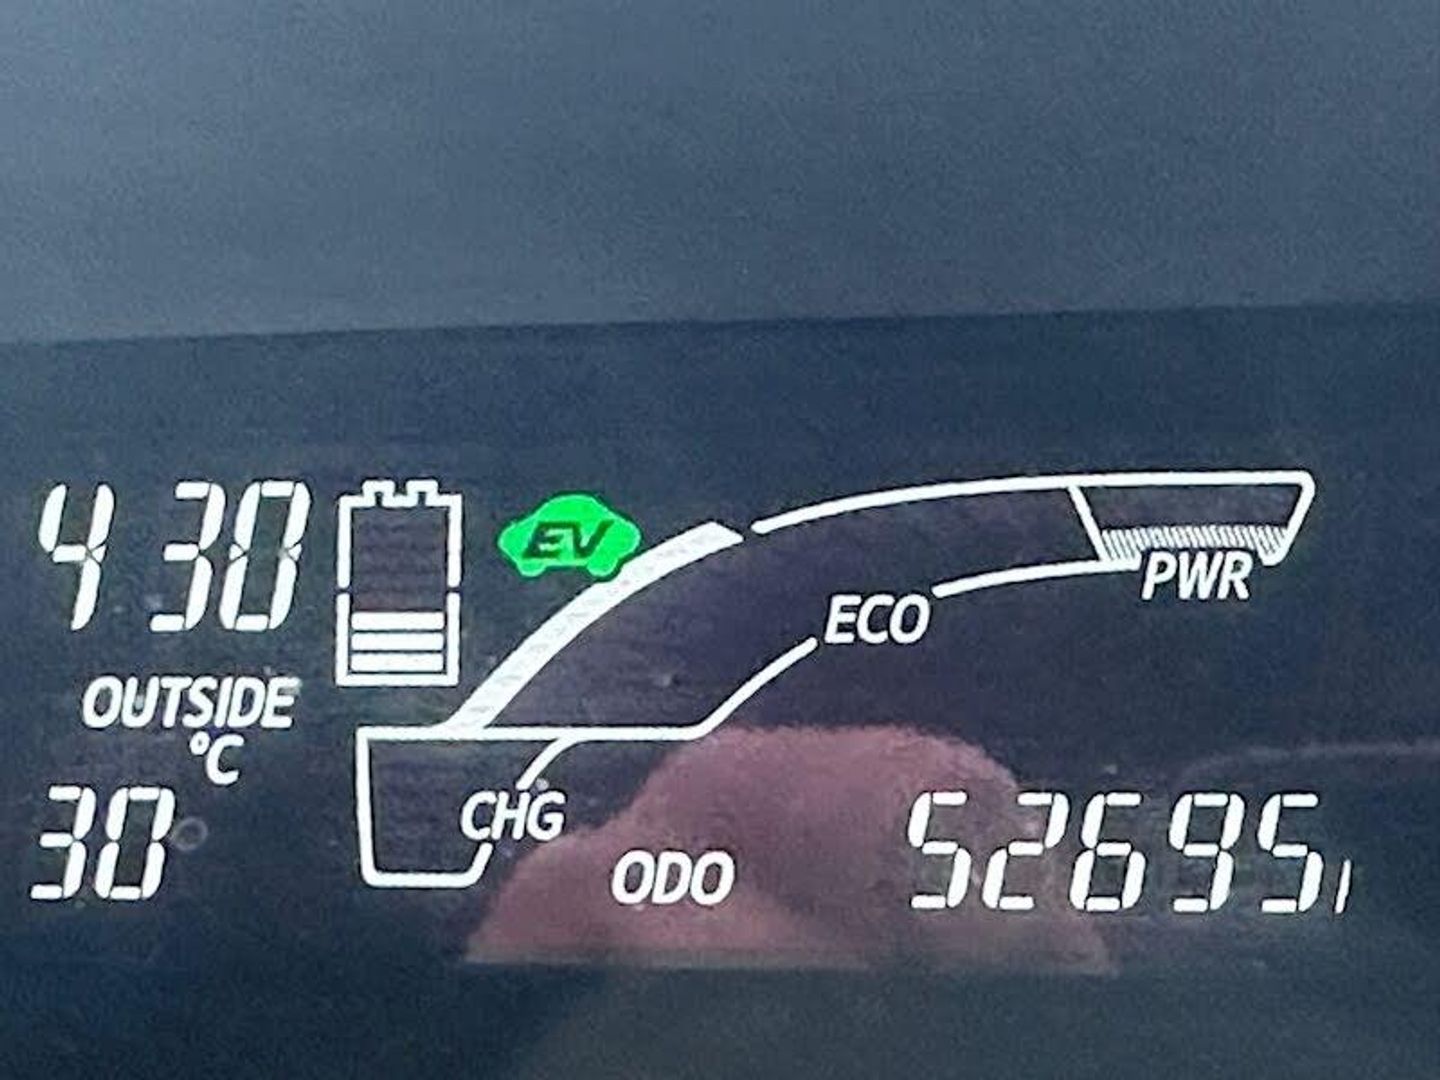 4 30
EV
PWR
ECO
OUTSIDE
°C
30
CHG
ODO
52695